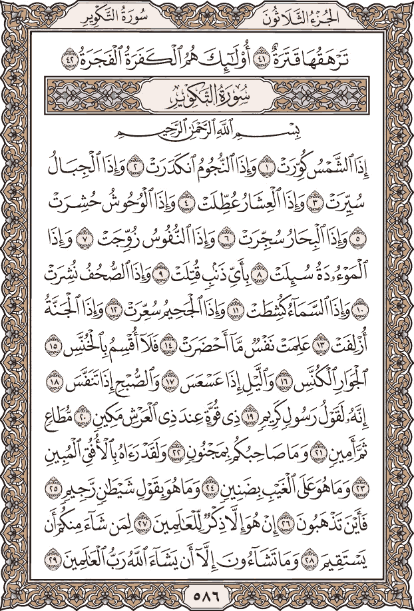 سُورَةُ التَّكْوِيرِ الجُزْءُ الثَّلَاثُونَ
تَرْهَقُهَا قَتَرَةٌ ٤١ أُوْلَٰٓئِكَ هُمُ ٱلْكَفَرَةُ ٱلْفَجَرَةُ ٤٢
سُورَةُ التَّكْوِيرِ
بِسْمِ ٱللَّهِ ٱلرَّحْمَٰنِ ٱلرَّحِيمِ
إِذَا ٱلشَّمْسُ كُوِّرَتْ ١ وَإِذَا ٱلنُّجُومُ ٱنكَدَرَتْ ٢ وَإِذَا ٱلْجِبَالُ
سُيِّرَتْ ٣ وَإِذَا ٱلْعِشَارُ عُطِّلَتْ ٤ وَإِذَا ٱلْوُحُوشُ حُشِرَتْ
٥ وَإِذَا ٱلْبِحَارُ سُجِّرَتْ ٦ وَإِذَا ٱلنُّفُوسُ زُوِّجَتْ ٧ وَإِذَا
ٱلْمَوْءُۥدَةُ سُئِلَتْ ٨ بِأَىِّ ذَنۢبٍ قُتِلَتْ ٩ وَإِذَا ٱلصُّحُفُ نُشِرَتْ
١٠ وَإِذَا ٱلسَّمَآءُ كُشِطَتْ ١١ وَإِذَا ٱلْجَحِيمُ سُعِّرَتْ ١٢ وَإِذَا ٱلْجَنَّةُ
أُزْلِفَتْ ١٣ عَلِمَتْ نَفْسٌ مَّآ أَحْضَرَتْ ١٤ فَلَآ أُقْسِمُ بِٱلْخُنَّسِ ١٥
ٱلْجَوَارِ ٱلْكُنَّسِ ١٦ وَٱلَّيْلِ إِذَا عَسْعَسَ ١٧ وَٱلصُّبْحِ إِذَا تَنَفَّسَ ١٨
إِنَّهُۥ لَقَوْلُ رَسُولٍ كَرِيمٍ ١٩ ذِى قُوَّةٍ عِندَ ذِى ٱلْعَرْشِ مَكِينٍ ٢٠ مُّطَاعٍ
ثَمَّ أَمِينٍ ٢١ وَمَا صَاحِبُكُم بِمَجْنُونٍ ٢٢ وَلَقَدْ رَءَاهُ بِٱلْأُفُقِ ٱلْمُبِينِ
٢٣ وَمَا هُوَ عَلَى ٱلْغَيْبِ بِضَنِينٍ ٢٤ وَمَا هُوَ بِقَوْلِ شَيْطَٰنٍ رَّجِيمٍ ٢٥
فَأَيْنَ تَذْهَبُونَ ٢٦ إِنْ هُوَ إِلَّا ذِكْرٌ لِّلْعَٰلَمِينَ ٢٧ لِمَن شَآءَ مِنكُمْ أَن
يَسْتَقِيمَ ٢٨ وَمَا تَشَآءُونَ إِلَّآ أَن يَشَآءَ ٱللَّهُ رَبُّ ٱلْعَٰلَمِينَ ٢٩
٥٨٦